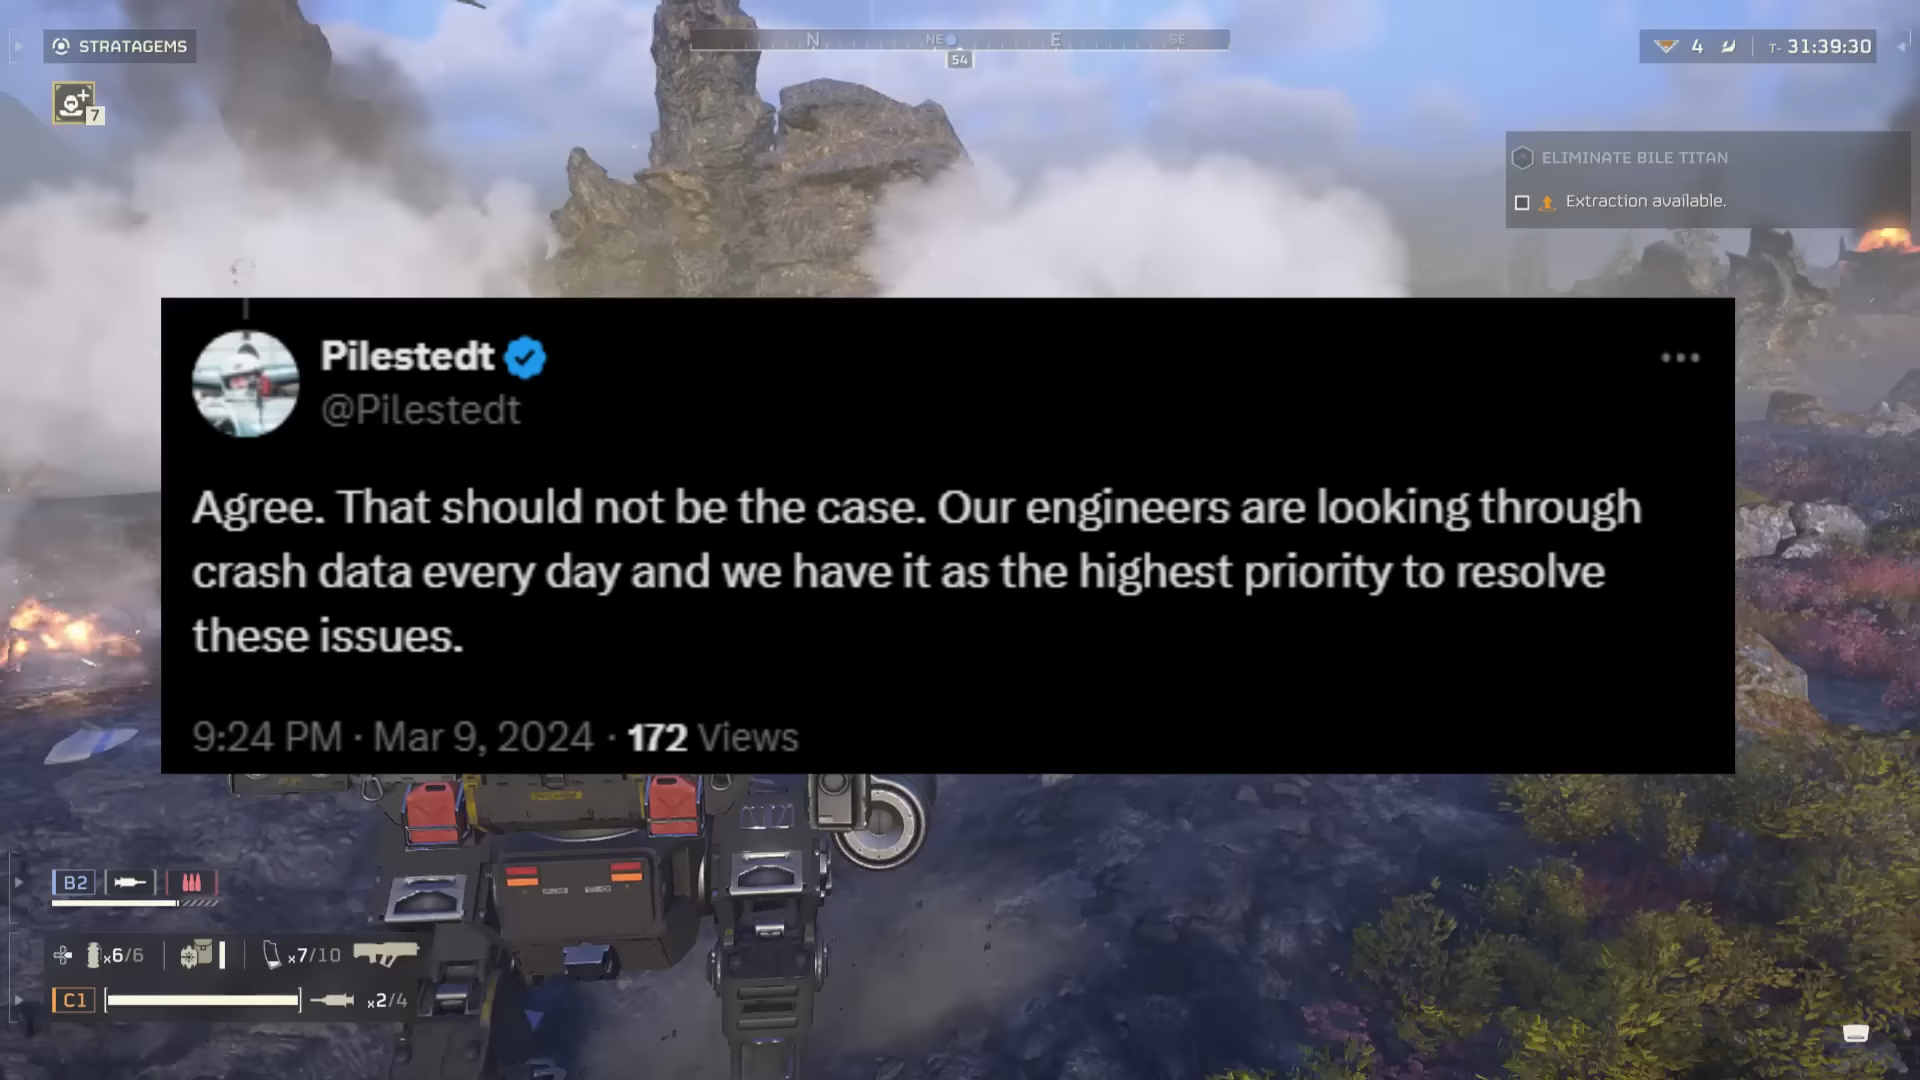 STRATAGEMS
N
NE
E
SE
54
4
T- 31:39:30
7
ELIMINATE BILE TITAN
Extraction available.
Pilestedt
@Pilestedt
Agree. That should not be the case. Our engineers are looking through
crash data every day and we have it as the highest priority to resolve
these issues.
9:24 PM · Mar 9, 2024 · 172 Views
B2
x6/6
x7/10
C1
x2/4